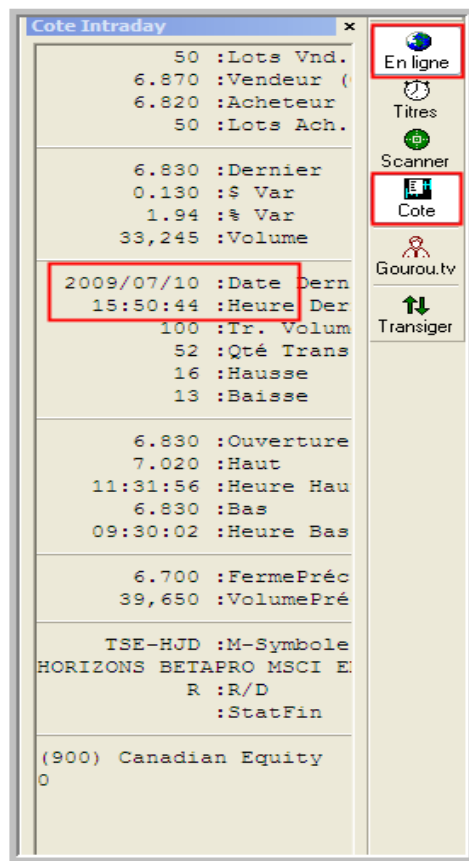 Cote Intraday
50 :Lots Vnd.
6.870 :Vendeur (
6.820 :Acheteur
50 :Lots Ach.
6.830 :Dernier
0.130 :$ Var
1.94 :% Var
33,245 :Volume
2009/07/10 :Date Dern
15:50:44 :Heure Der
100 :Tr. Volum
52 :Qté Trans
16 :Hausse
13 :Baisse
6.830 :Ouverture
7.020 :Haut
11:31:56 :Heure Hau
6.830 :Bas
09:30:02 :Heure Bas
6.700 :FermePréc
39,650 :VolumePré
TSE-HJD :M-Symbole
HORIZONS BETAPRO MSCI E
R :R/D
:StatFin
(900) Canadian Equity
0
En ligne
Titres
Scanner
Cote
Gourou.tv
Transiger